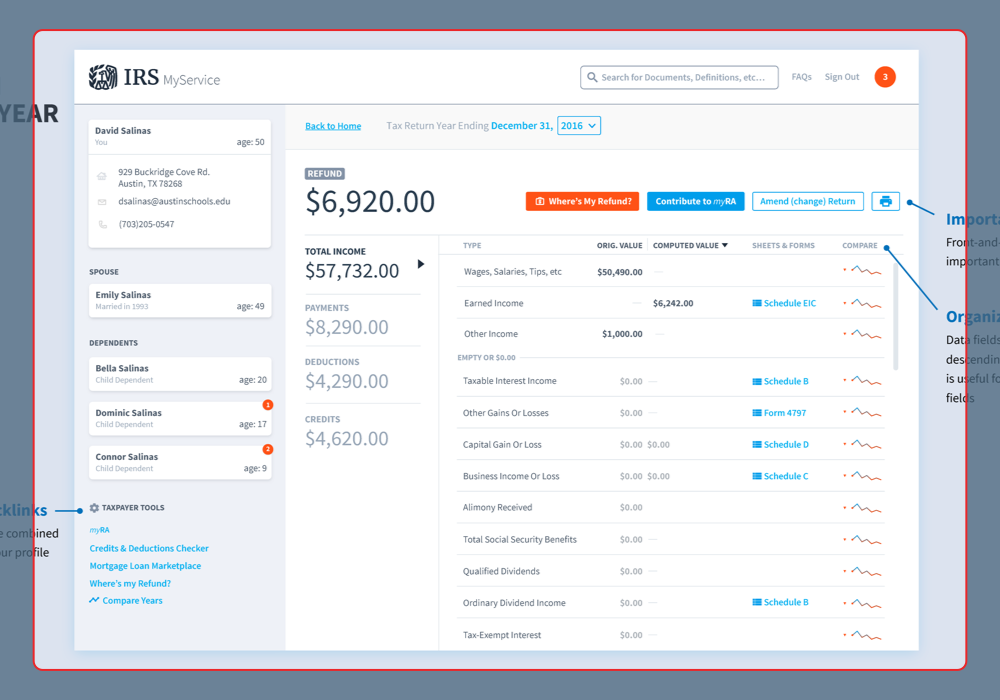 YEAR
IRS MyService
Search for Documents, Definitions, etc...
FAQs
Sign Out
3
David Salinas
You
age: 50
929 Buckridge Cove Rd.
Austin, TX 78268
dsalinas@austinschools.edu
(703)205-0547
SPOUSE
Emily Salinas
Married in 1993
age: 49
DEPENDENTS
Bella Salinas
Child Dependent
age: 20
1
Dominic Salinas
Child Dependent
age: 17
2
Connor Salinas
Child Dependent
age: 9
TAXPAYER TOOLS
myRA
Credits & Deductions Checker
Mortgage Loan Marketplace
Where's my Refund?
Compare Years
cklinks
e combined
ur profile
Back to Home
Tax Return Year Ending December 31, 2016
REFUND
$6,920.00
Where's My Refund?
Contribute to myRA
Amend (change) Return
TOTAL INCOME
$57,732.00
PAYMENTS
$8,290.00
DEDUCTIONS
$4,290.00
CREDITS
$4,620.00
TYPE ORIG. VALUE COMPUTED VALUE SHEETS & FORMS COMPARE
Wages, Salaries, Tips, etc $50,490.00 —
Earned Income — $6,242.00 Schedule EIC
Other Income $1,000.00 —
EMPTY OR $0.00
Taxable Interest Income $0.00 — Schedule B
Other Gains Or Losses $0.00 — Form 4797
Capital Gain Or Loss $0.00 $0.00 Schedule D
Business Income Or Loss $0.00 $0.00 Schedule C
Alimony Received $0.00
Total Social Security Benefits $0.00 —
Qualified Dividends $0.00 —
Ordinary Dividend Income $0.00 — Schedule B
Tax-Exempt Interest $0.00 —
Importa
Front-and-
important
Organiz
Data fields
descendin
is useful fo
fields